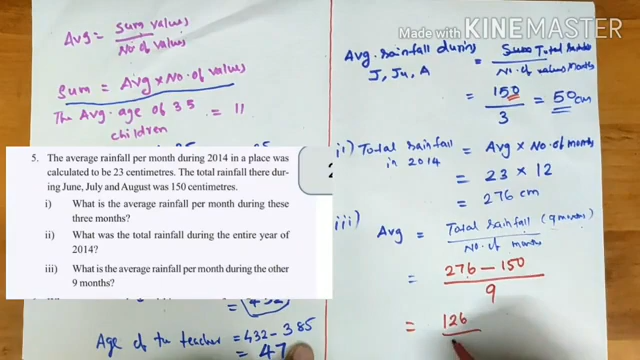 Avg = Sum values
No of values
Sum = Avg × No. of values
The Avg. age of 35 = 11
children
5. The average rainfall per month during 2014 in a place was
calculated to be 23 centimetres. The total rainfall there dur-
ing June, July and August was 150 centimetres.
i) What is the average rainfall per month during these
three months?
ii) What was the total rainfall during the entire year of
2014?
iii) What is the average rainfall per month during the other
9 months?
Age of the teacher = 432 - 385
= 47
Made with KINEMASTER
Avg. rainfall during
J, Ju, A
= Total
No. of values Months
= 150
3
= 50 cm
ii) Total rainfall
in 2014
= Avg × No. of months
= 23 × 12
= 276 cm
iii) Avg = Total rainfall (9 months)
No. of months
= 276 - 150
9
= 126